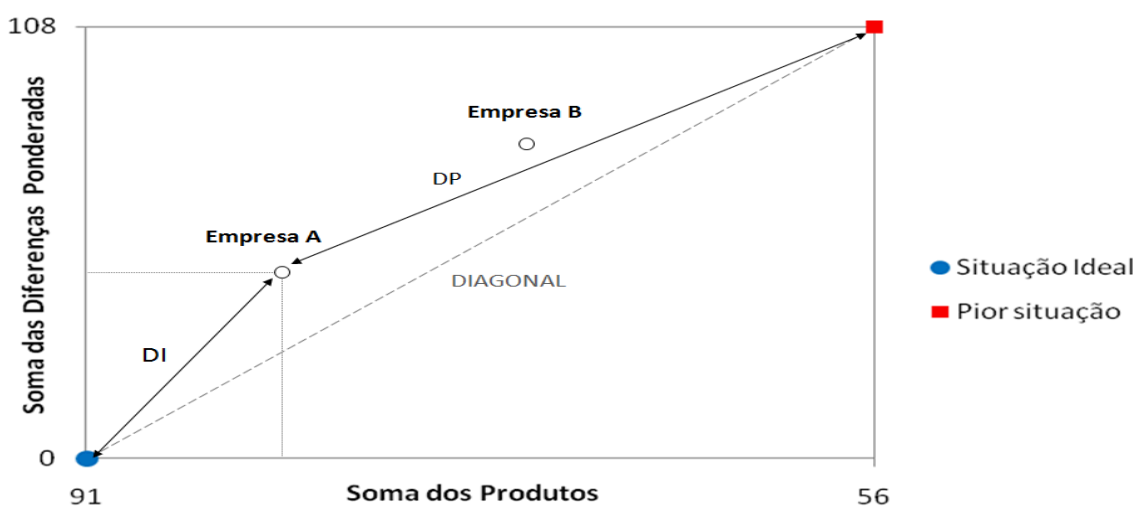 108
Soma das Diferenças Ponderadas
Empresa B
DP
Empresa A
DIAGONAL
Situação Ideal
Pior situação
DI
0
91
Soma dos Produtos
56